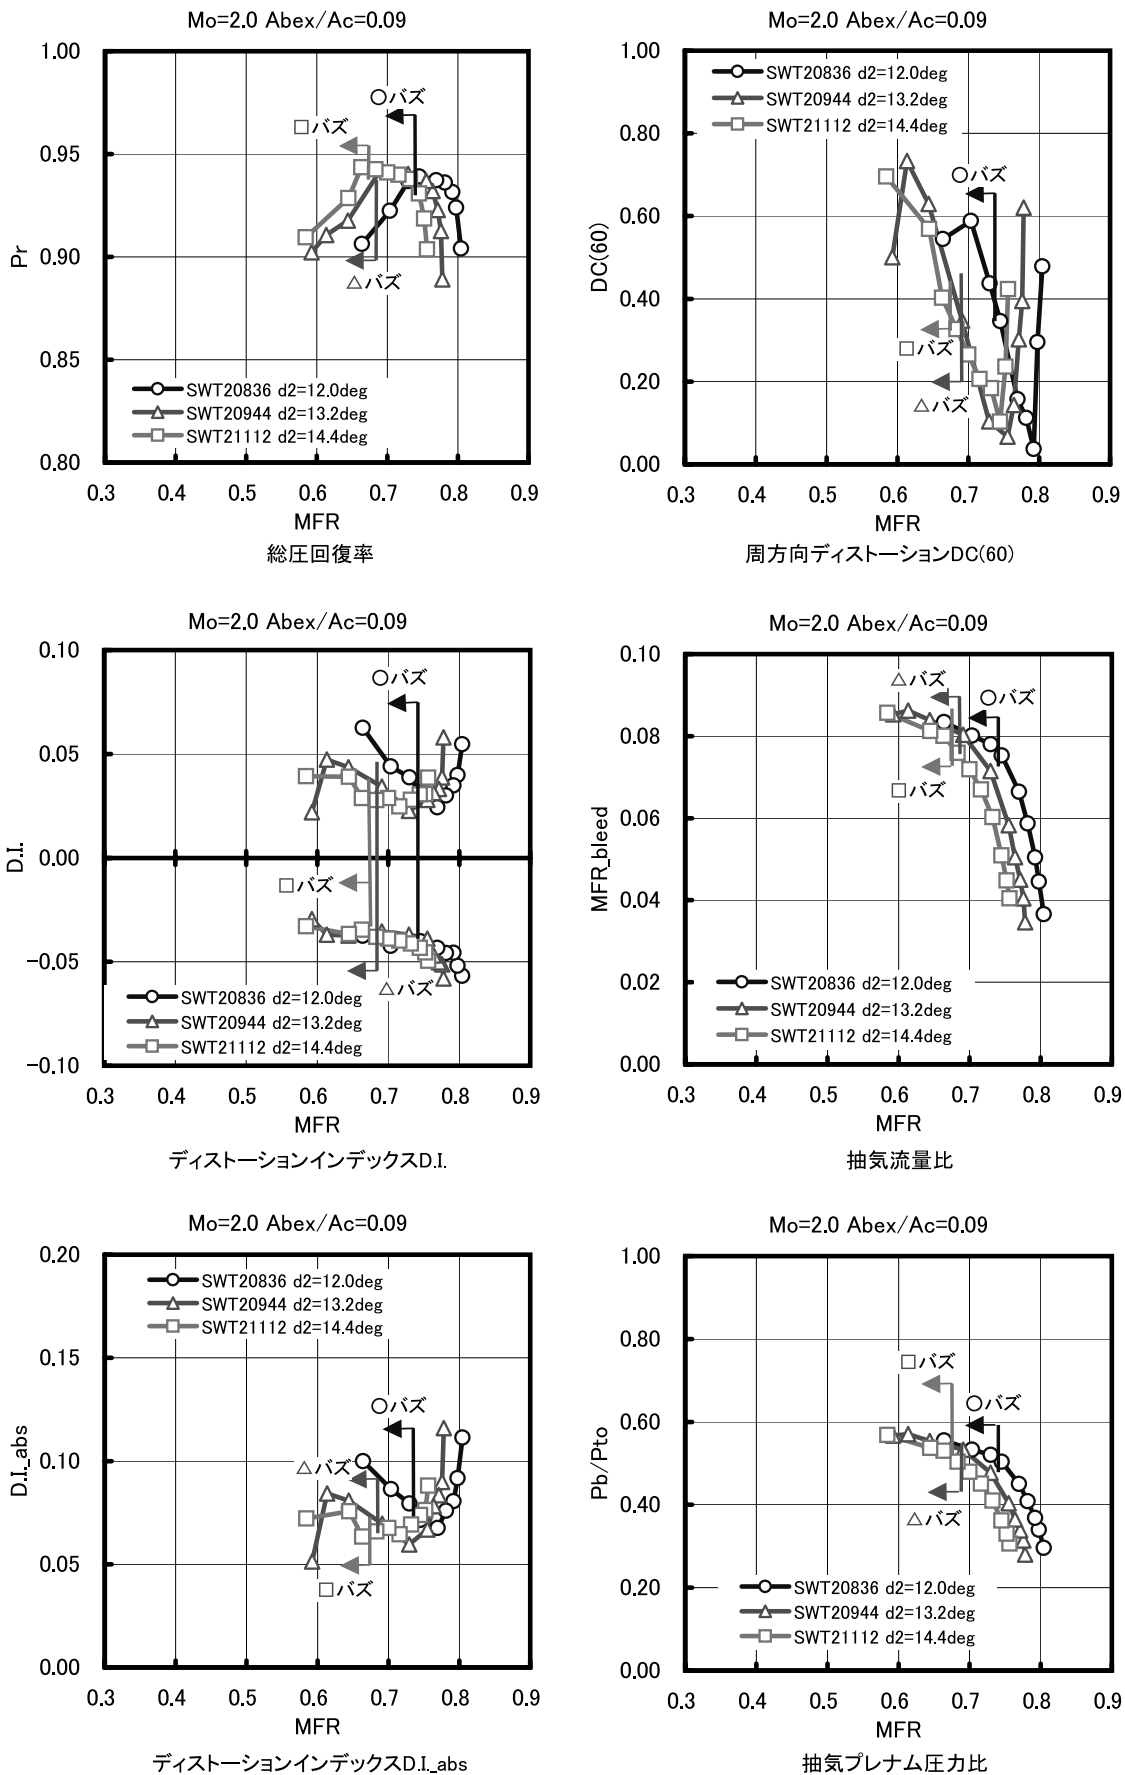 Mo=2.0 Abex/Ac=0.09
1.00
0.95
0.90
0.85
0.80
Pr
○バズ
□バズ
△バズ
SWT20836 d2=12.0deg
SWT20944 d2=13.2deg
SWT21112 d2=14.4deg
0.3 0.4 0.5 0.6 0.7 0.8 0.9
MFR
総圧回復率
Mo=2.0 Abex/Ac=0.09
1.00
0.80
0.60
0.40
0.20
0.00
DC(60)
SWT20836 d2=12.0deg
SWT20944 d2=13.2deg
SWT21112 d2=14.4deg
○バズ
□バズ
△バズ
0.3 0.4 0.5 0.6 0.7 0.8 0.9
MFR
周方向ディストーションDC(60)
Mo=2.0 Abex/Ac=0.09
0.10
0.05
0.00
-0.05
-0.10
D.I.
○バズ
□バズ
△バズ
SWT20836 d2=12.0deg
SWT20944 d2=13.2deg
SWT21112 d2=14.4deg
0.3 0.4 0.5 0.6 0.7 0.8 0.9
MFR
ディストーションインデックスD.I.
Mo=2.0 Abex/Ac=0.09
0.10
0.08
0.06
0.04
0.02
0.00
MFR_bleed
△バズ
○バズ
□バズ
SWT20836 d2=12.0deg
SWT20944 d2=13.2deg
SWT21112 d2=14.4deg
0.3 0.4 0.5 0.6 0.7 0.8 0.9
MFR
抽気流量比
Mo=2.0 Abex/Ac=0.09
0.20
0.15
0.10
0.05
0.00
D.I._abs
SWT20836 d2=12.0deg
SWT20944 d2=13.2deg
SWT21112 d2=14.4deg
○バズ
△バズ
□バズ
0.3 0.4 0.5 0.6 0.7 0.8 0.9
MFR
ディストーションインデックスD.I._abs
Mo=2.0 Abex/Ac=0.09
1.00
0.80
0.60
0.40
0.20
0.00
Pb/Pto
□バズ
○バズ
△バズ
SWT20836 d2=12.0deg
SWT20944 d2=13.2deg
SWT21112 d2=14.4deg
0.3 0.4 0.5 0.6 0.7 0.8 0.9
MFR
抽気プレナム圧力比